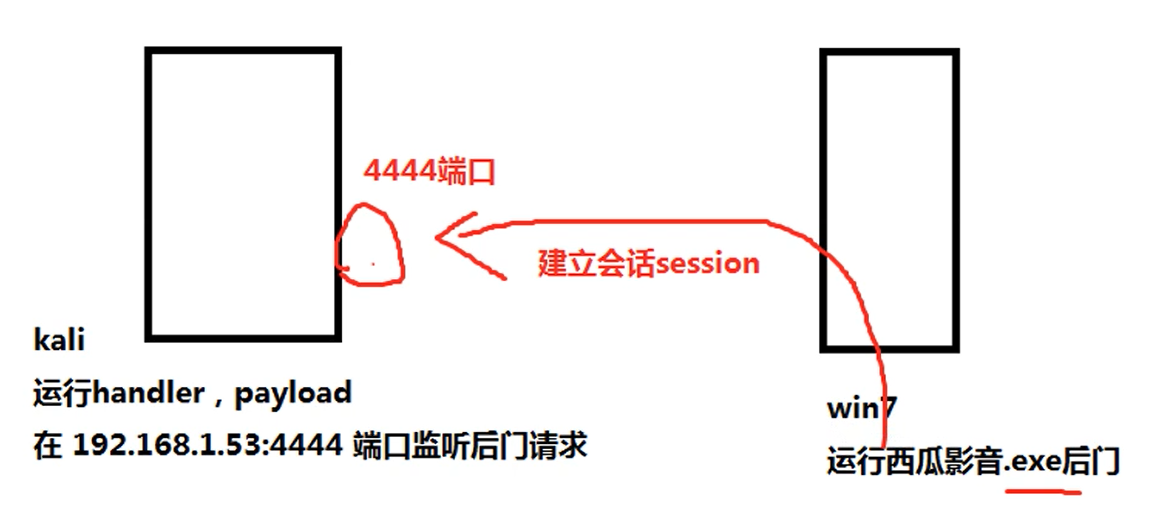 4444端口
建立会话session
kali
运行handler，payload
在 192.168.1.53:4444 端口监听后门请求
win7
运行西瓜影音.exe后门